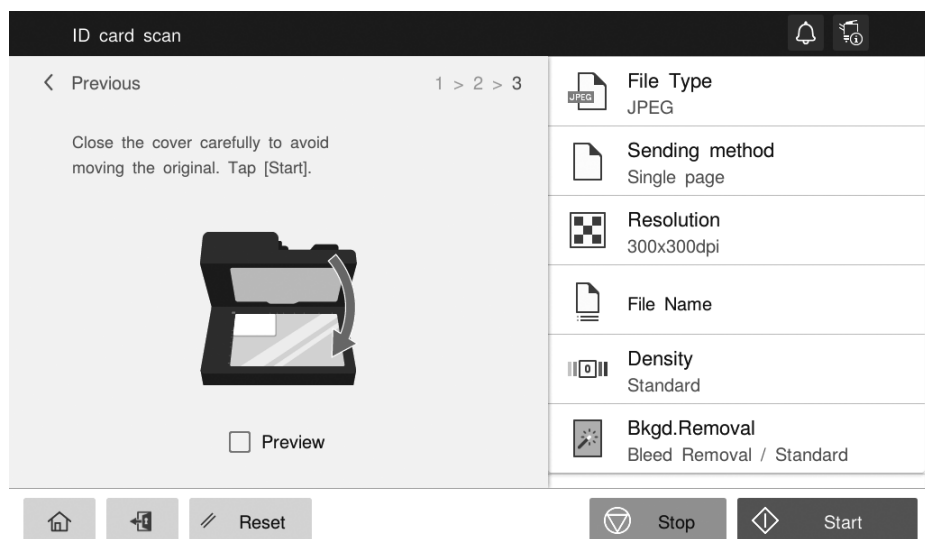 ID card scan
Previous
1 > 2 > 3
Close the cover carefully to avoid
moving the original. Tap [Start].
Preview
JPEG
File Type
JPEG
Sending method
Single page
Resolution
300x300dpi
File Name
0
Density
Standard
Bkgd.Removal
Bleed Removal / Standard
Reset
Stop
Start